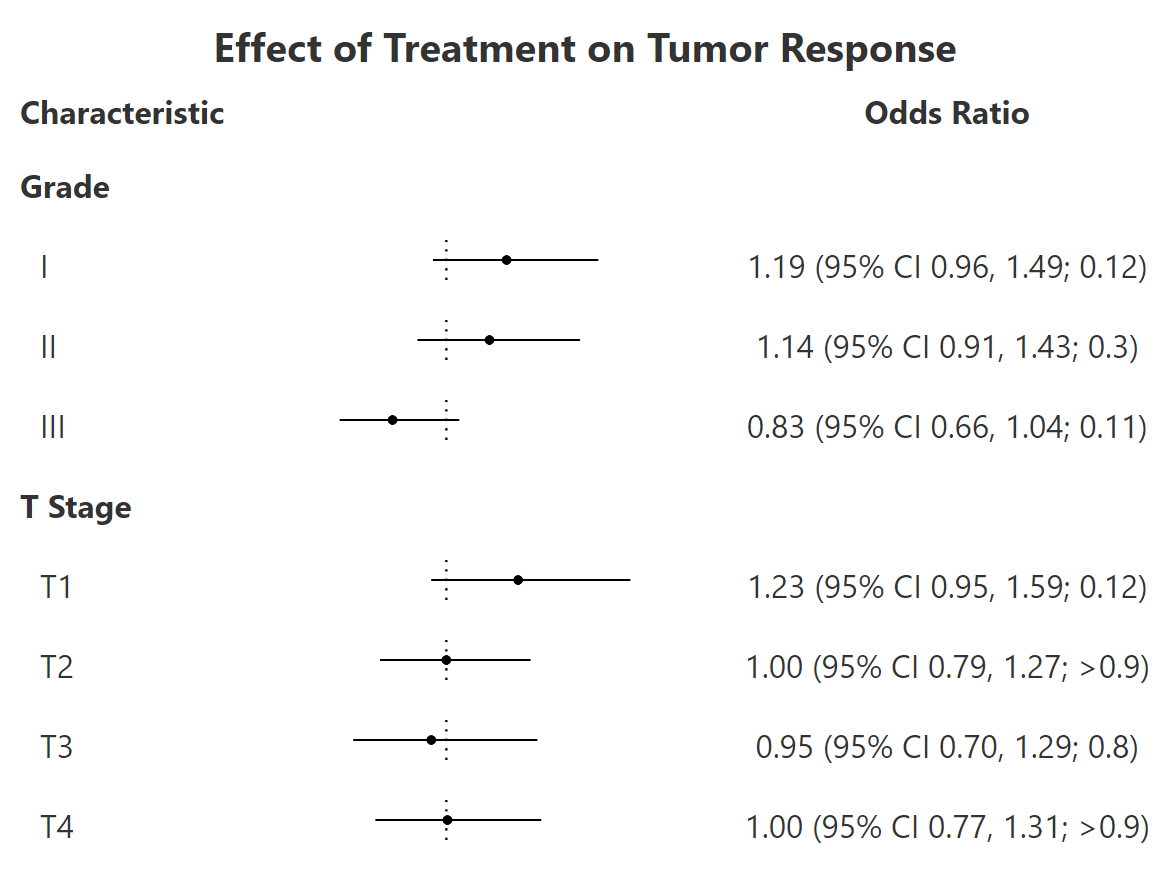 Effect of Treatment on Tumor Response
Characteristic Odds Ratio
Grade
I 1.19 (95% CI 0.96, 1.49; 0.12)
II 1.14 (95% CI 0.91, 1.43; 0.3)
III 0.83 (95% CI 0.66, 1.04; 0.11)
T Stage
T1 1.23 (95% CI 0.95, 1.59; 0.12)
T2 1.00 (95% CI 0.79, 1.27; >0.9)
T3 0.95 (95% CI 0.70, 1.29; 0.8)
T4 1.00 (95% CI 0.77, 1.31; >0.9)